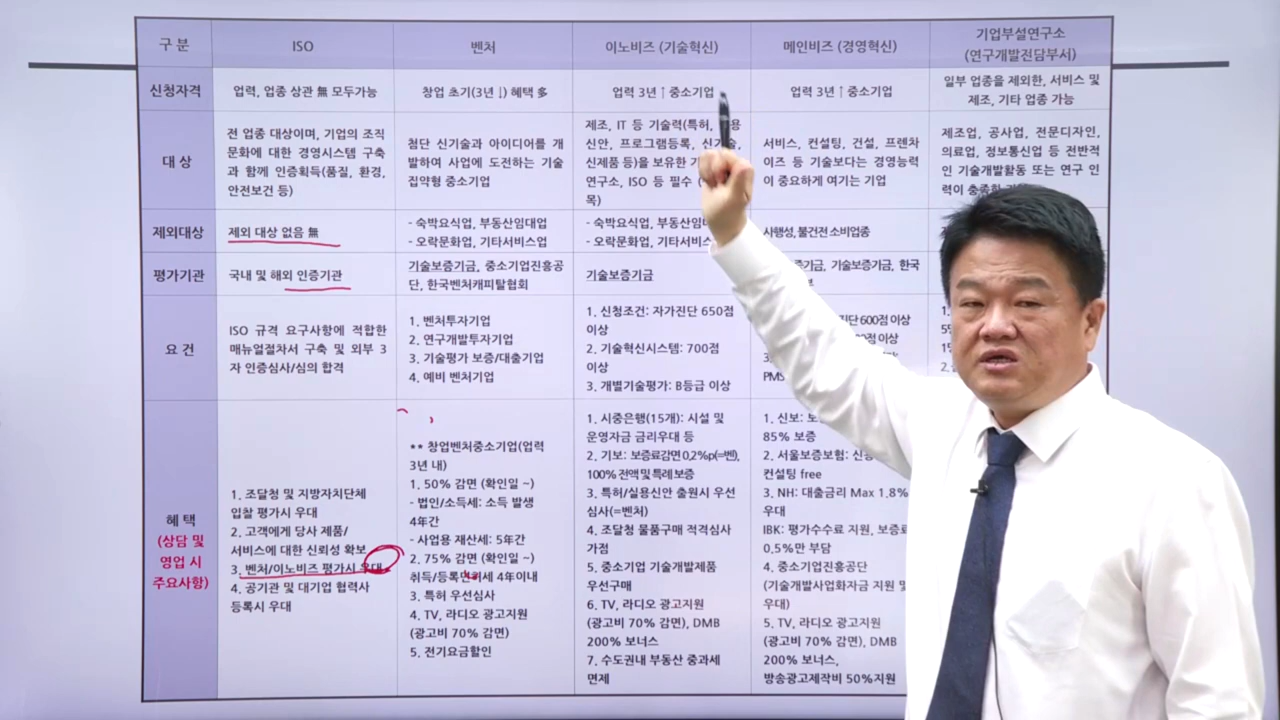 구 분
ISO
벤처
이노비즈 (기술혁신)
메인비즈 (경영혁신)
기업부설연구소
(연구개발전담부서)
신청자격
업력, 업종 상관 無 모두가능
창업 초기(3년↓) 혜택 多
업력 3년↑ 중소기업
업력 3년↑ 중소기업
일부 업종을 제외한, 서비스 및
제조, 기타 업종 가능
대 상
전 업종 대상이며, 기업의 조직
문화에 대한 경영시스템 구축
과 함께 인증획득(품질, 환경,
안전보건 등)
첨단 신기술과 아이디어를 개
발하여 사업에 도전하는 기술
집약형 중소기업
제조, IT 등 기술력(특허,
신안, 프로그램등록,
신제품 등)을 보유한
연구소, ISO 등 필수
목)
서비스, 컨설팅, 건설, 프렌차
이즈 등 기술보다는 경영능력
이 중요하게 여기는 기업
제조업, 공사업, 전문디자인,
의료업, 정보통신업 등 전반적
인 기술개발활동 또는 연구 인
력이
제외대상
제외 대상 없음 無
- 숙박요식업, 부동산임대업
- 오락문화업, 기타서비스업
- 숙박요식업,
- 오락문화업,
사행성, 불건전 소비업종
평가기관
국내 및 해외 인증기관
기술보증기금, 중소기업진흥공
단, 한국벤처캐피탈협회
기술보증기금
기술보증기금, 한국
요 건
ISO 규격 요구사항에 적합한
매뉴얼절차서 구축 및 외부 3
자 인증심사/심의 합격
1. 벤처투자기업
2. 연구개발투자기업
3. 기술평가 보증/대출기업
4. 예비 벤처기업
1. 신청조건: 자가진단 650점
이상
2. 기술혁신시스템: 700점
이상
3. 개별기술평가: B등급 이상
600점 이상
이상
3.
PMS
1.
2.
혜 택
(상담 및
영업 시
주요사항)
1. 조달청 및 지방자치단체
입찰 평가시 우대
2. 고객에게 당사 제품/
서비스에 대한 신뢰성 확보
3. 벤처/이노비즈 평가시 우대
4. 공기관 및 대기업 협력사
등록시 우대
** 창업벤처중소기업(업력
3년 내)
1. 50% 감면 (확인일 ~)
- 법인/소득세: 소득 발생
4년간
- 사업용 재산세: 5년간
2. 75% 감면 (확인일 ~)
취득/등록면허세 4년이내
3. 특허 우선심사
4. TV, 라디오 광고지원
(광고비 70% 감면)
5. 전기요금할인
1. 시중은행(15개): 시설 및
운영자금 금리우대 등
2. 기보: 보증료감면 0.2%p(=벤),
100% 전액 및 특례보증
3. 특허/실용신안 출원시 우선
심사(=벤처)
4. 조달청 물품구매 적격심사
가점
5. 중소기업 기술개발제품
우선구매
6. TV, 라디오 광고지원
(광고비 70% 감면), DMB
200% 보너스
7. 수도권내 부동산 중과세
면제
1. 신보:
85% 보증
2. 서울보증보험:
컨설팅 free
3. NH: 대출금리 Max 1.8%
우대
IBK: 평가수수료 지원, 보증료
0.5%만 부담
4. 중소기업진흥공단
(기술개발사업화자금 지원 및
우대)
5. TV, 라디오 광고지원
(광고비 70% 감면), DMB
200% 보너스,
방송광고제작비 50%지원